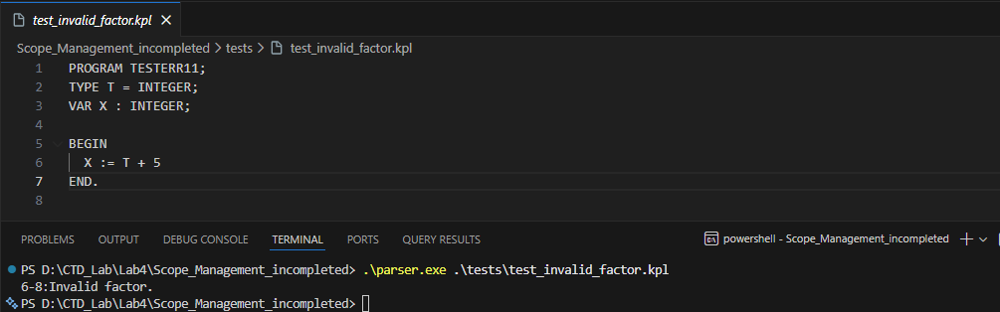 test_invalid_factor.kpl
Scope_Management_incompleted > tests > test_invalid_factor.kpl
1 PROGRAM TESTERR11;
2 TYPE T = INTEGER;
3 VAR X : INTEGER;
4
5 BEGIN
6 X := T + 5
7 END.
8
PROBLEMS OUTPUT DEBUG CONSOLE TERMINAL PORTS QUERY RESULTS powershell - Scope_Management_incompleted
PS D:\CTD_Lab\Lab4\Scope_Management_incompleted> .\parser.exe .\tests\test_invalid_factor.kpl
6-8:Invalid factor.
PS D:\CTD_Lab\Lab4\Scope_Management_incompleted>